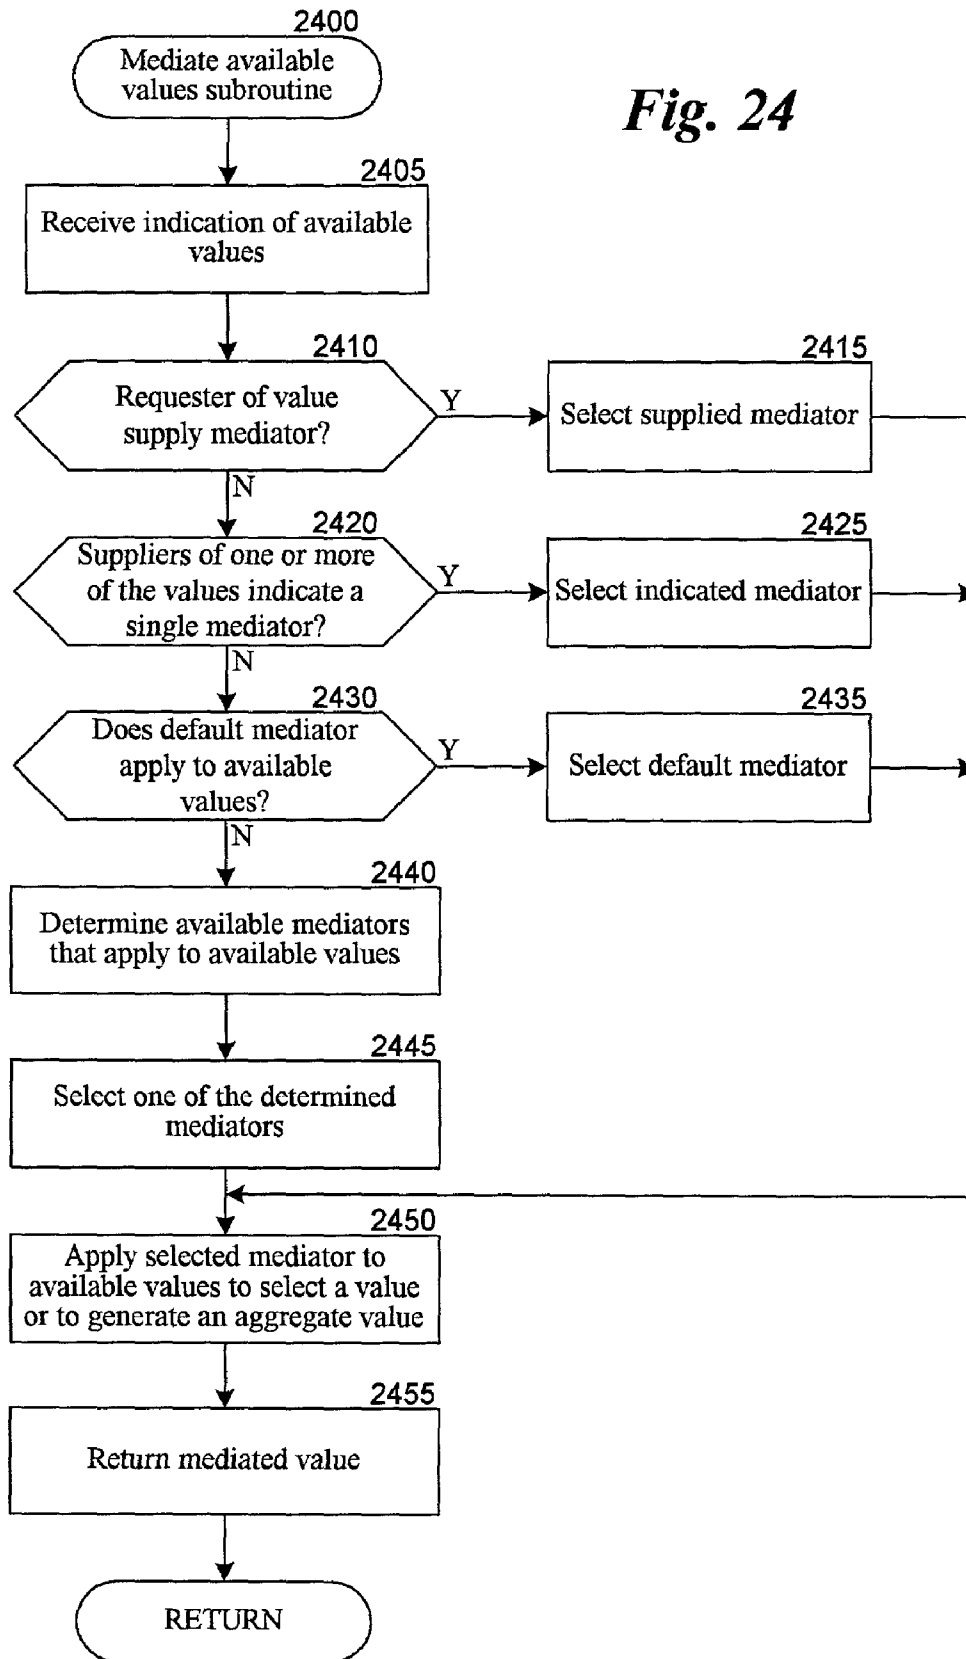 2400
Mediate available
values subroutine
Fig. 24
2405
Receive indication of available
values
2410
Requester of value
supply mediator?
Y
2415
Select supplied mediator
N
2420
Suppliers of one or more
of the values indicate a
single mediator?
Y
2425
Select indicated mediator
N
2430
Does default mediator
apply to available
values?
Y
2435
Select default mediator
N
2440
Determine available mediators
that apply to available values
2445
Select one of the determined
mediators
2450
Apply selected mediator to
available values to select a value
or to generate an aggregate value
2455
Return mediated value
RETURN